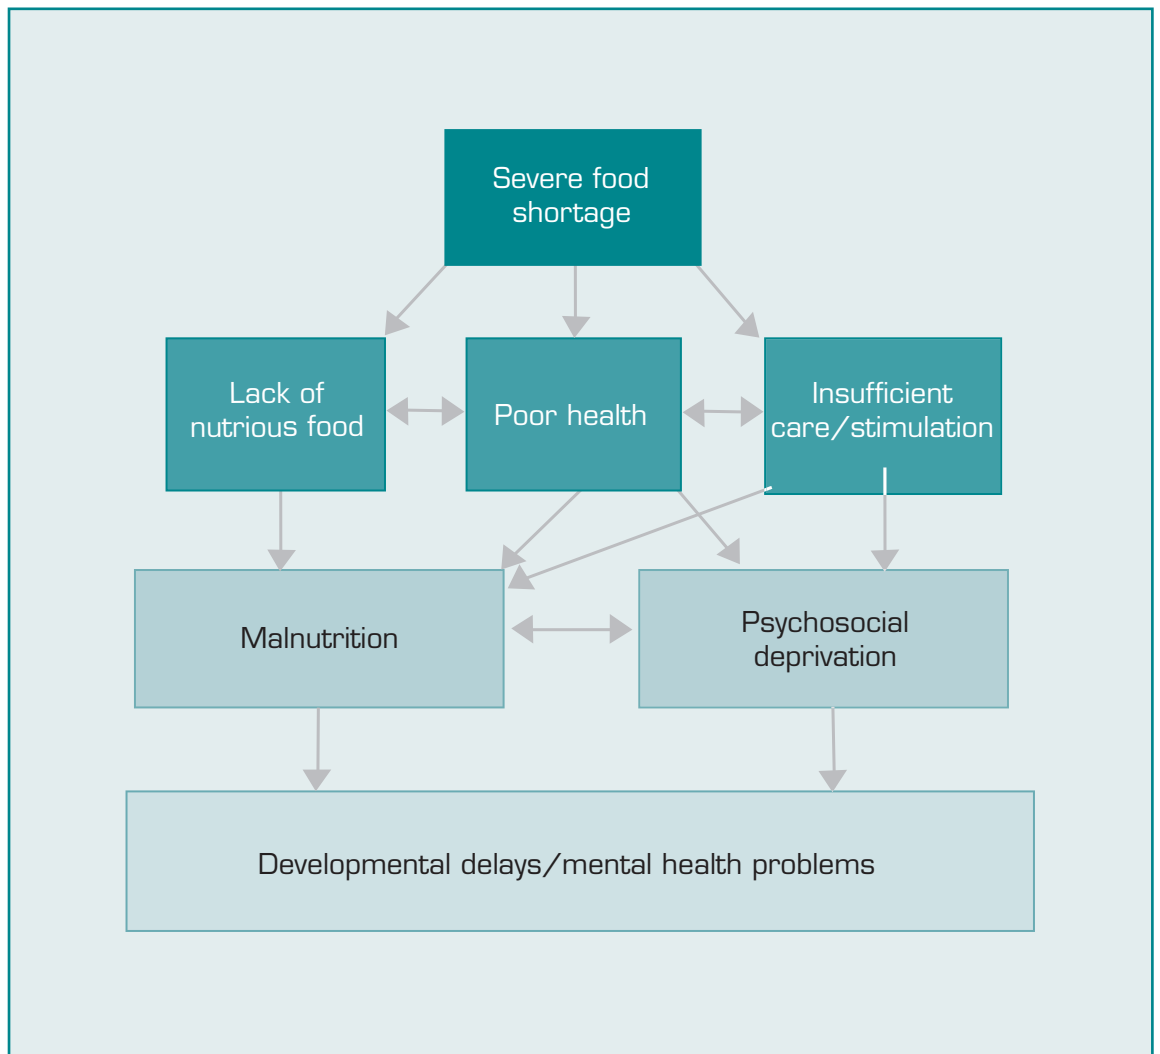 Severe food
shortage
Lack of
nutrious food
Poor health
Insufficient
care/stimulation
Malnutrition
Psychosocial
deprivation
Developmental delays/mental health problems